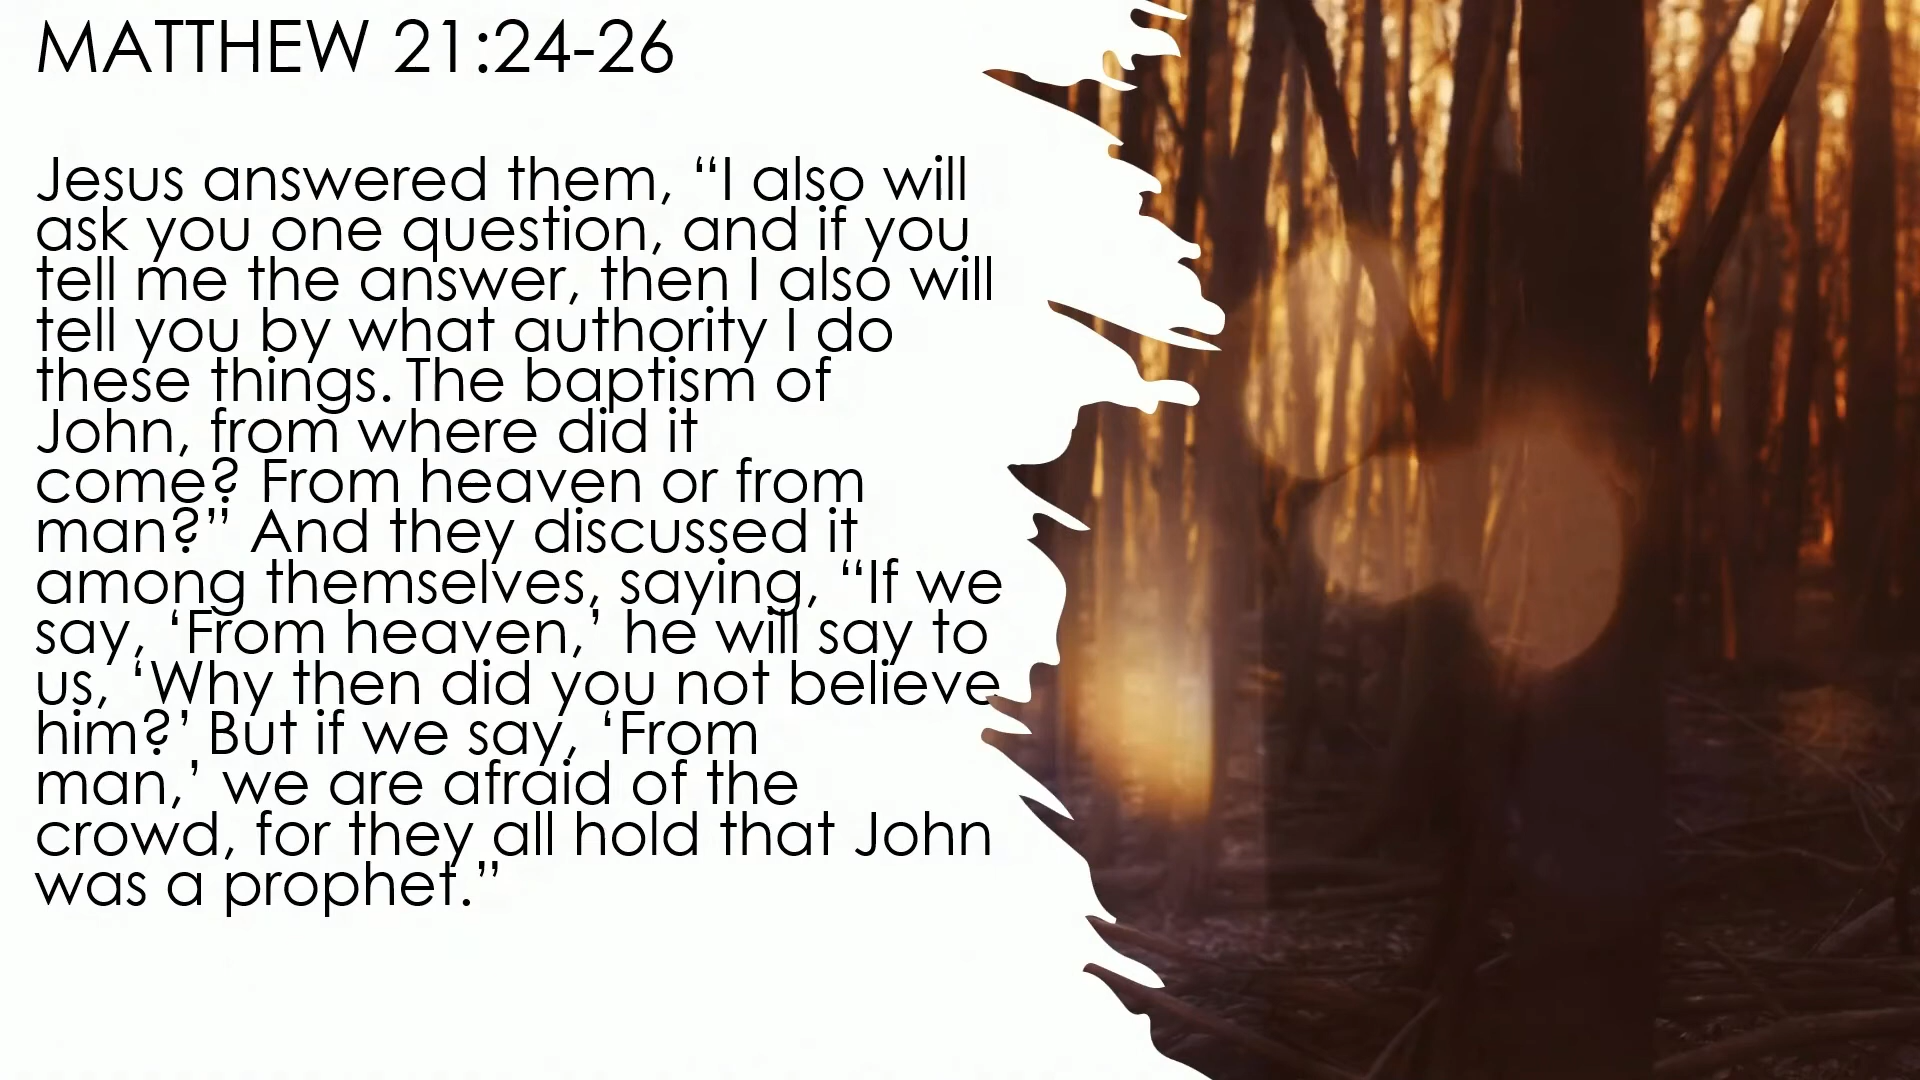 MATTHEW 21:24-26
Jesus answered them, “I also will
ask you one question, and if you
tell me the answer, then I also will
tell you by what authority I do
these things. The baptism of
John, from where did it
come? From heaven or from
man?” And they discussed it
among themselves, saying, “If we
say, ‘From heaven,’ he will say to
us, ‘Why then did you not believe
him?’ But if we say, ‘From
man,’ we are afraid of the
crowd, for they all hold that John
was a prophet.”